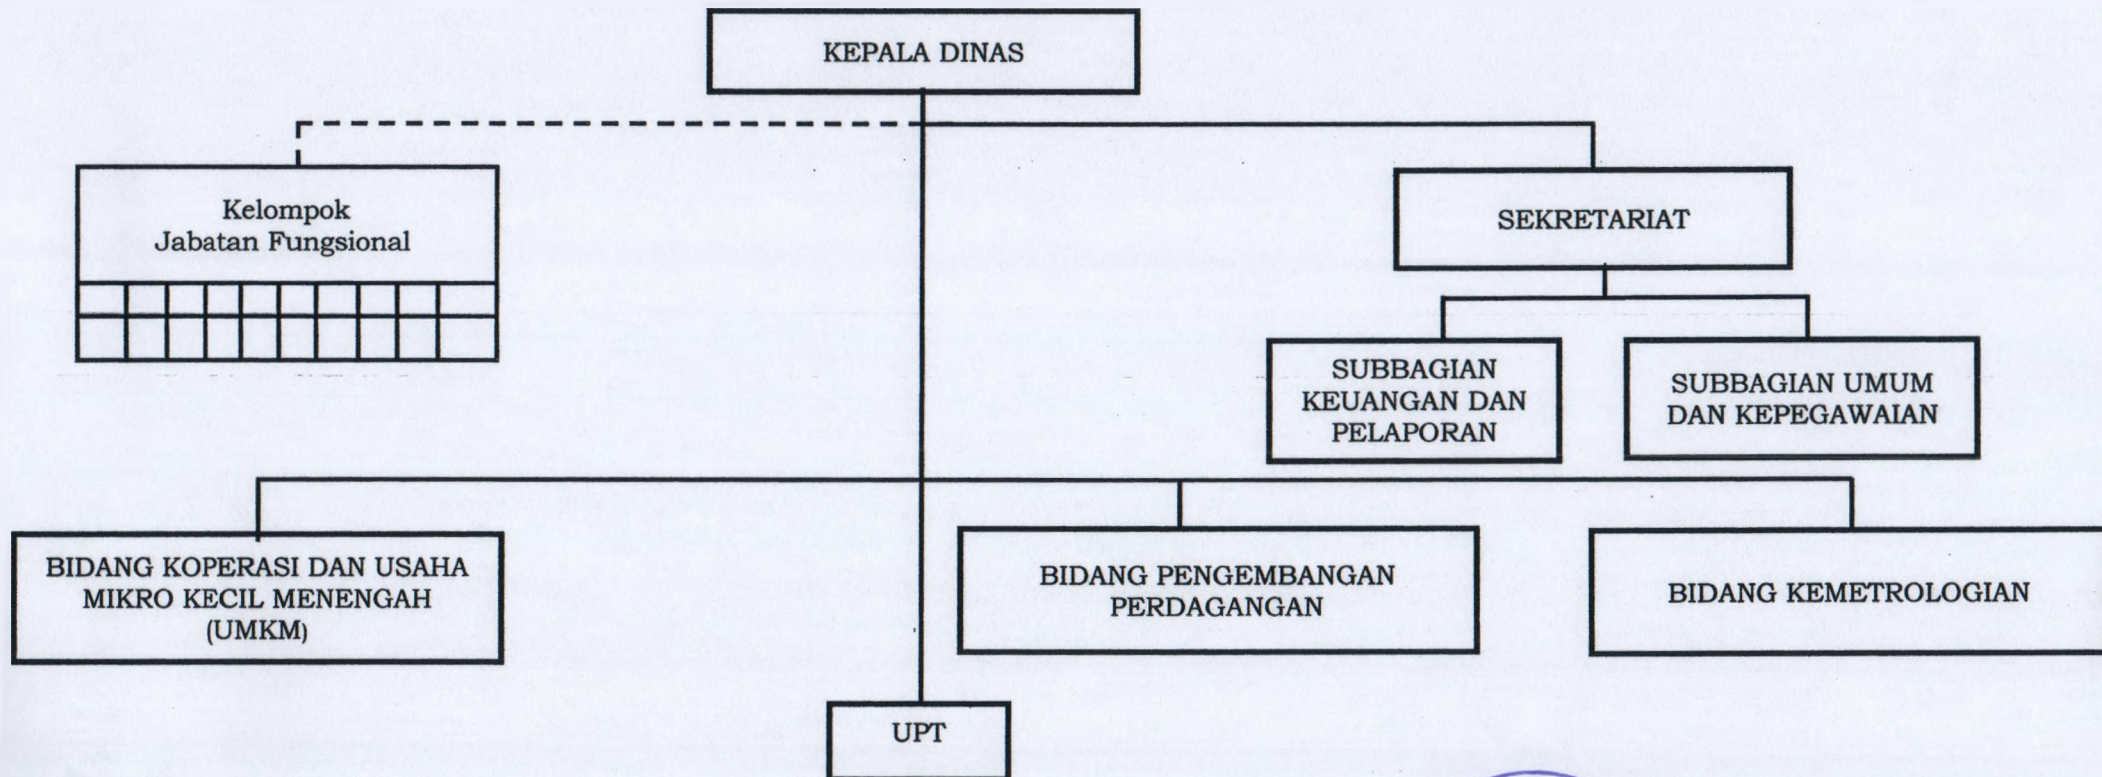 KEPALA DINAS
Kelompok
Jabatan Fungsional
SEKRETARIAT
SUBBAGIAN
KEUANGAN DAN
PELAPORAN
SUBBAGIAN UMUM
DAN KEPEGAWAIAN
BIDANG KOPERASI DAN USAHA
MIKRO KECIL MENENGAH
(UMKM)
BIDANG PENGEMBANGAN
PERDAGANGAN
BIDANG KEMETROLOGIAN
UPT